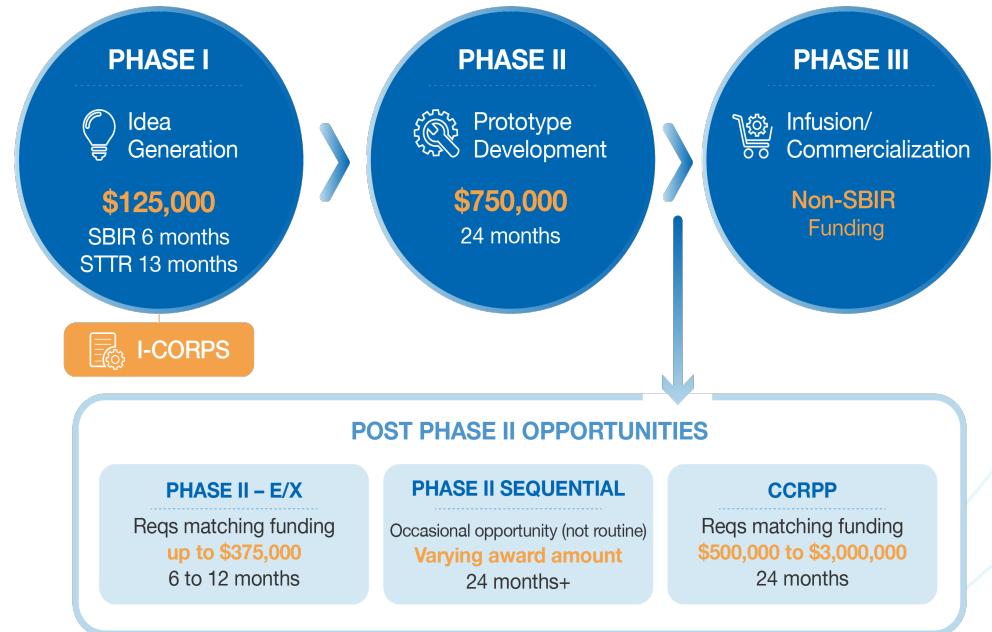 PHASE I
Idea
Generation
$125,000
SBIR 6 months
STTR 13 months
I-CORPS
PHASE II
Prototype
Development
$750,000
24 months
PHASE III
Infusion/
Commercialization
Non-SBIR
Funding
POST PHASE II OPPORTUNITIES
PHASE II – E/X
Reqs matching funding
up to $375,000
6 to 12 months
PHASE II SEQUENTIAL
Occasional opportunity (not routine)
Varying award amount
24 months+
CCRPP
Reqs matching funding
$500,000 to $3,000,000
24 months